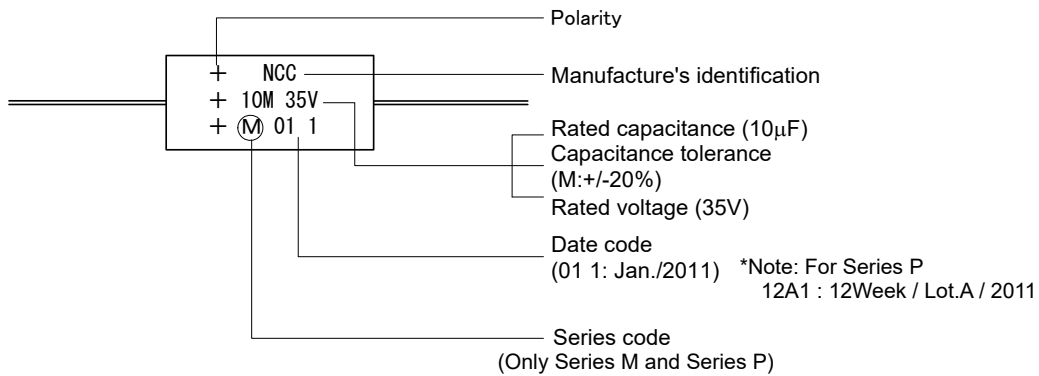 Polarity
+ NCC
Manufacture's identification
+ 10M 35V
+ M 01 1
Rated capacitance (10μF)
Capacitance tolerance
(M:+/-20%)
Rated voltage (35V)
Date code
(01 1: Jan./2011)
*Note: For Series P
12A1 : 12Week / Lot.A / 2011
Series code
(Only Series M and Series P)